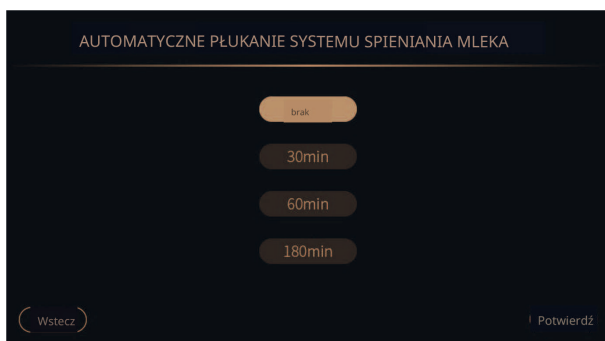 AUTOMATYCZNE PŁUKANIE SYSTEMU SPIENIANIA MLEKA
brak
30min
60min
180min
Wstecz
Potwierdź